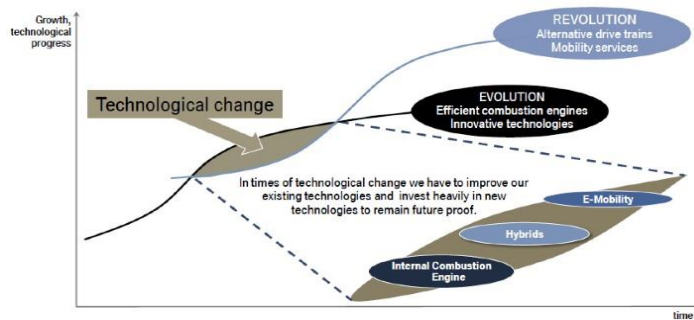 Growth,
technological
progress
REVOLUTION
Alternative drive trains
Mobility services
Technological change
EVOLUTION
Efficient combustion engines
Innovative technologies
In times of technological change we have to improve our
existing technologies and invest heavily in new
technologies to remain future proof.
E-Mobility
Hybrids
Internal Combustion
Engine
time